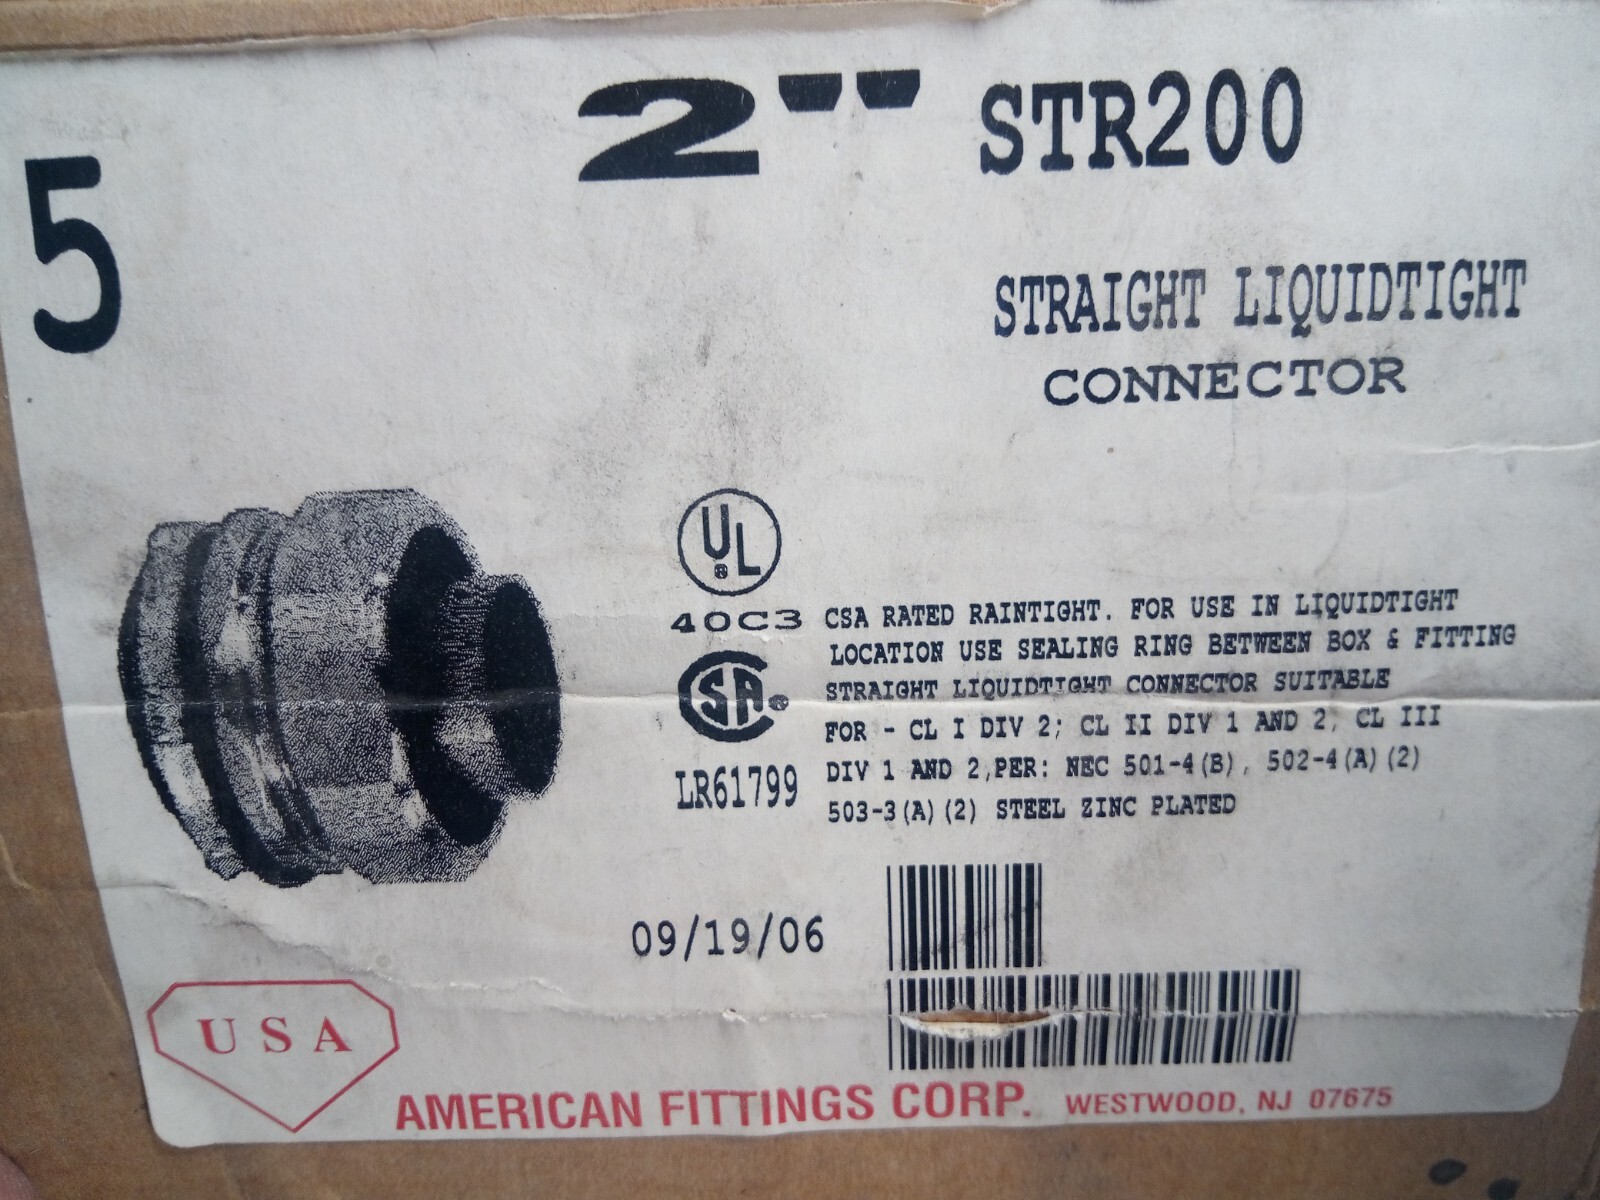 5
2" STR200
STRAIGHT LIQUIDTIGHT
CONNECTOR
UL
®
40C3
CSA®
LR61799
CSA RATED RAINTIGHT. FOR USE IN LIQUIDTIGHT
LOCATION USE SEALING RING BETWEEN BOX & FITTING
STRAIGHT LIQUIDTIGHT CONNECTOR SUITABLE
FOR - CL I DIV 2; CL II DIV 1 AND 2, CL III
DIV 1 AND 2,PER: NEC 501-4(B), 502-4(A)(2)
503-3(A)(2) STEEL ZINC PLATED
09/19/06
USA
AMERICAN FITTINGS CORP. WESTWOOD, NJ 07675